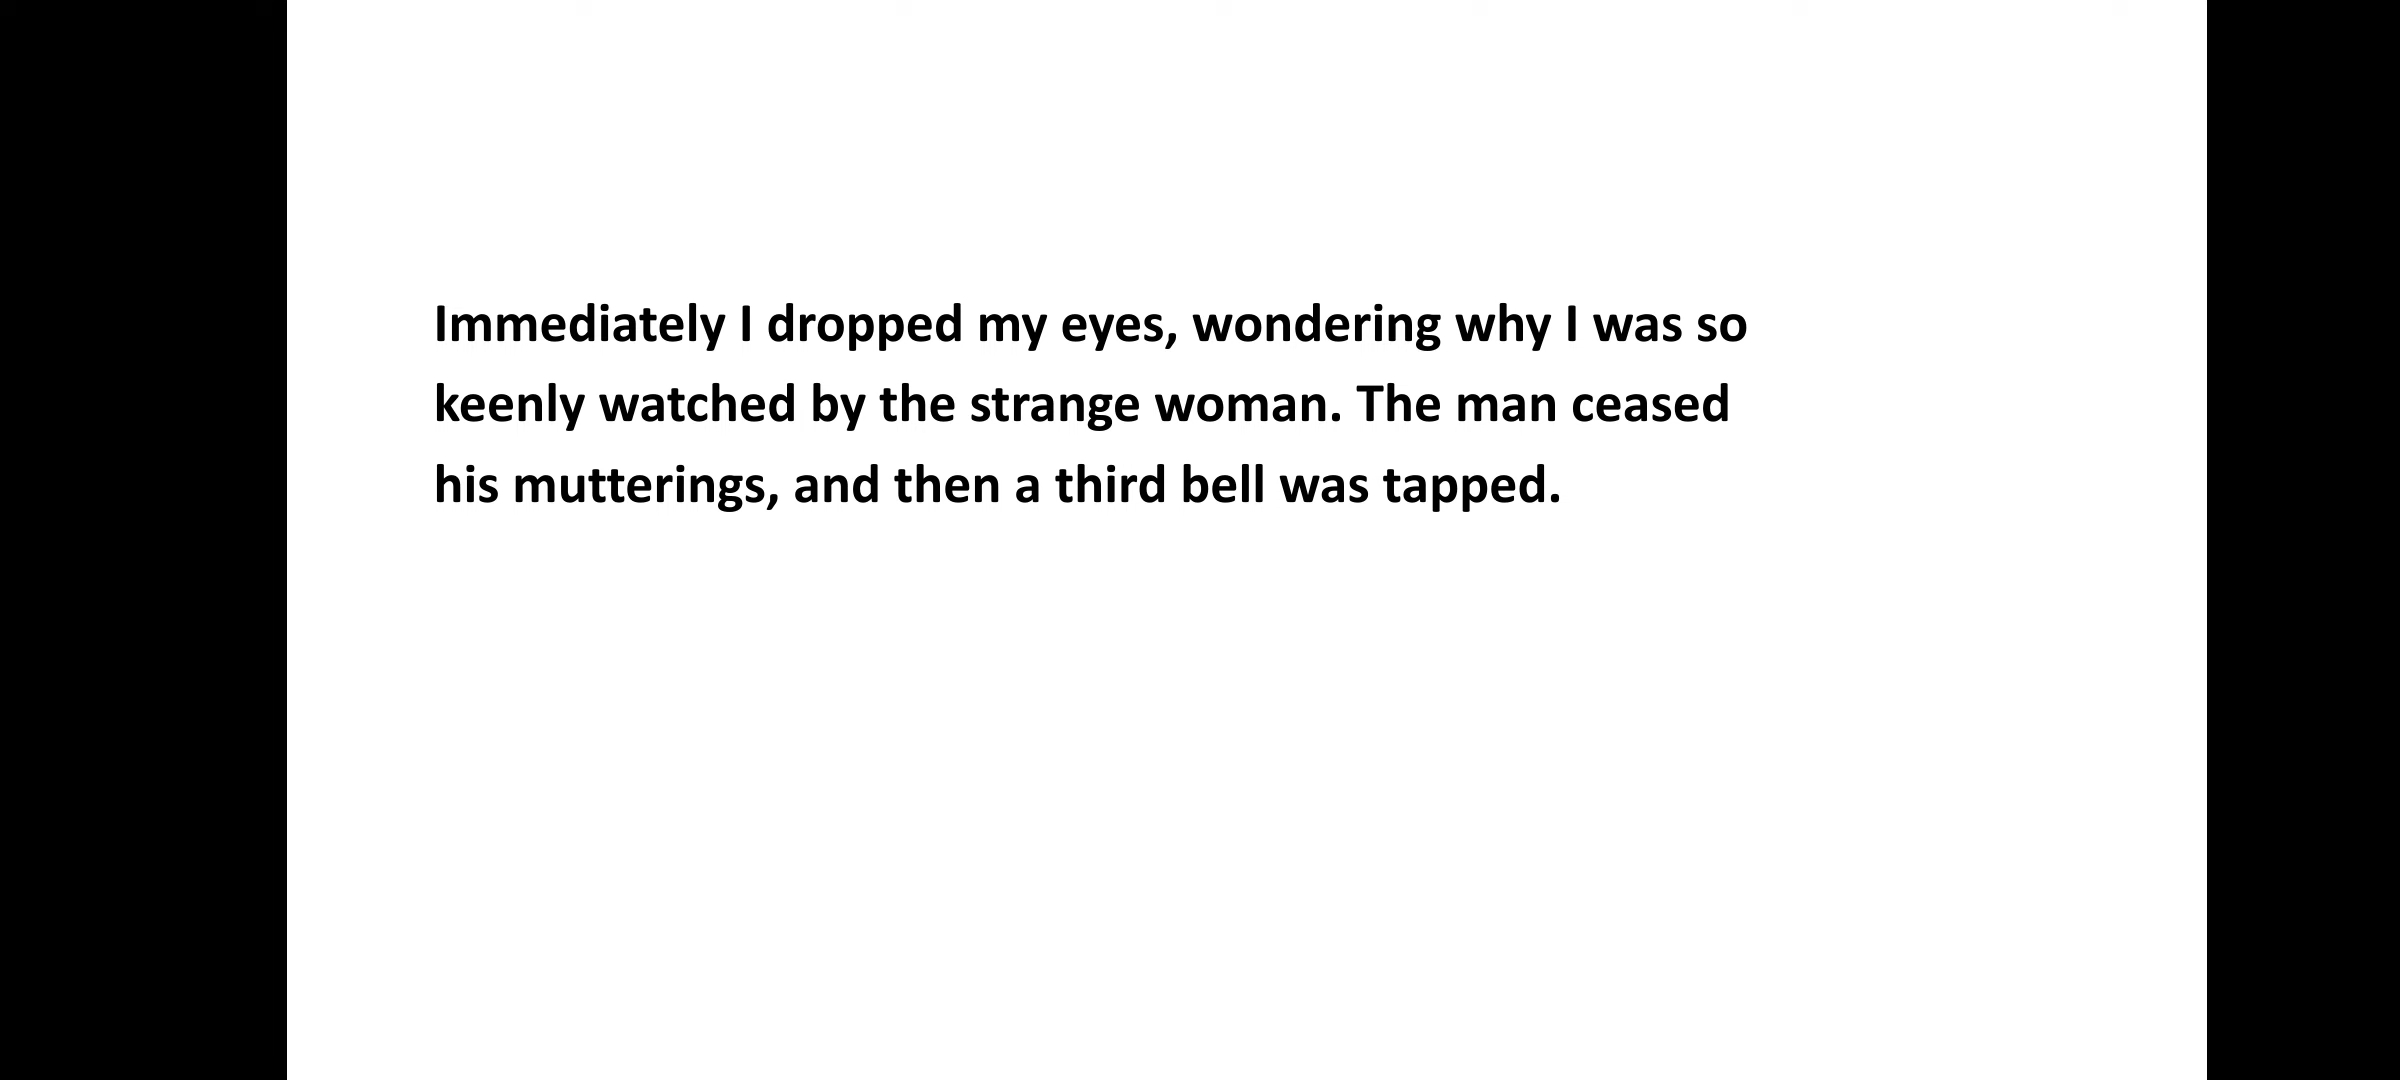 Immediately I dropped my eyes, wondering why I was so
keenly watched by the strange woman. The man ceased
his mutterings, and then a third bell was tapped.